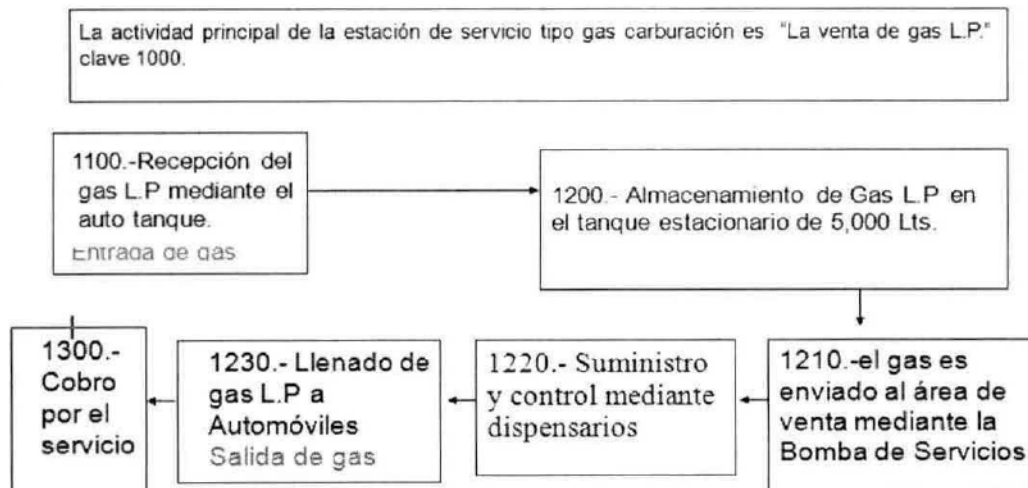 La actividad principal de la estación de servicio tipo gas carburación es "La venta de gas L.P."
clave 1000.
1100.-Recepción del
gas L.P mediante el
auto tanque.
Entrada de gas
1200.- Almacenamiento de Gas L.P en
el tanque estacionario de 5,000 Lts.
1300.-
Cobro
por el
servicio
1230.- Llenado de
gas L.P a
Automóviles
Salida de gas
1220.- Suministro
y control mediante
dispensarios
1210.-el gas es
enviado al área de
venta mediante la
Bomba de Servicios